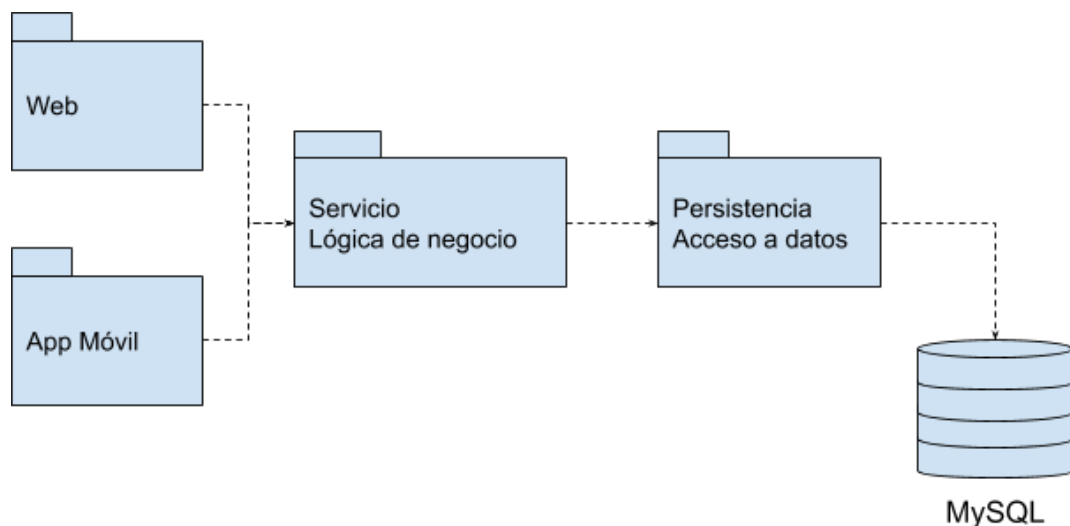 Web
App Móvil
Servicio
Lógica de negocio
Persistencia
Acceso a datos
MySQL